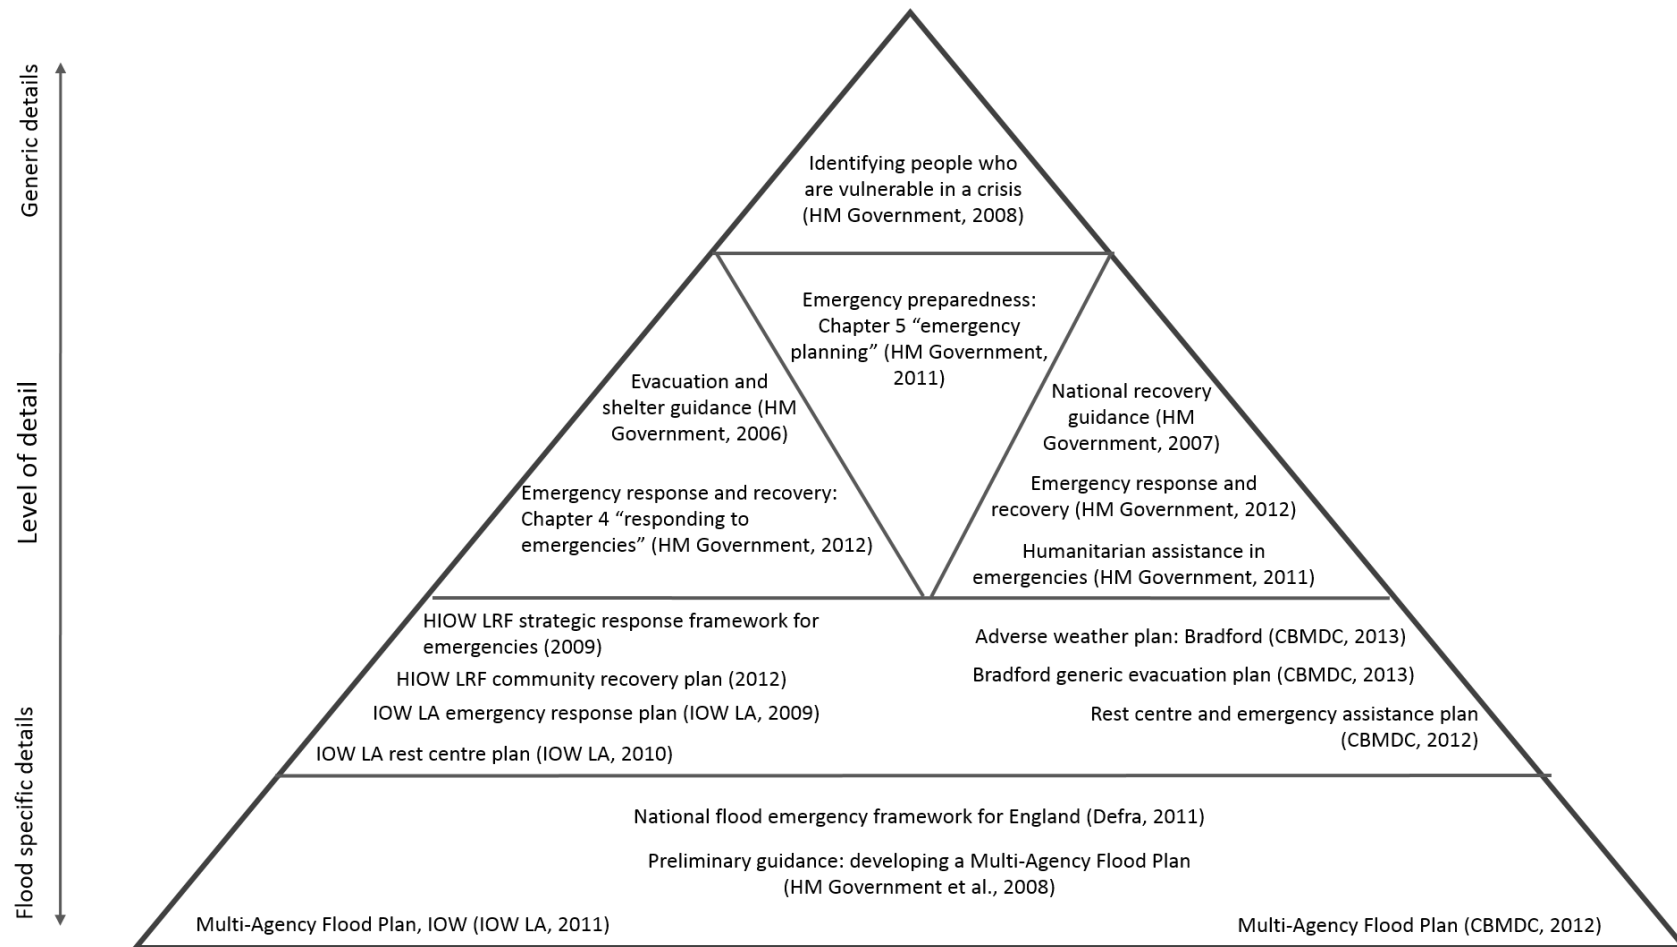 Generic details
Level of detail
Flood specific details
Identifying people who
are vulnerable in a crisis
(HM Government, 2008)
Emergency preparedness:
Chapter 5 “emergency
planning” (HM Government,
2011)
Evacuation and
shelter guidance (HM
Government, 2006)
Emergency response and recovery:
Chapter 4 “responding to
emergencies” (HM Government, 2012)
National recovery
guidance (HM
Government, 2007)
Emergency response and
recovery (HM Government, 2012)
Humanitarian assistance in
emergencies (HM Government, 2011)
HIOW LRF strategic response framework for
emergencies (2009)
HIOW LRF community recovery plan (2012)
IOW LA emergency response plan (IOW LA, 2009)
IOW LA rest centre plan (IOW LA, 2010)
Adverse weather plan: Bradford (CBMDC, 2013)
Bradford generic evacuation plan (CBMDC, 2013)
Rest centre and emergency assistance plan
(CBMDC, 2012)
National flood emergency framework for England (Defra, 2011)
Preliminary guidance: developing a Multi-Agency Flood Plan
(HM Government et al., 2008)
Multi-Agency Flood Plan, IOW (IOW LA, 2011)
Multi-Agency Flood Plan (CBMDC, 2012)